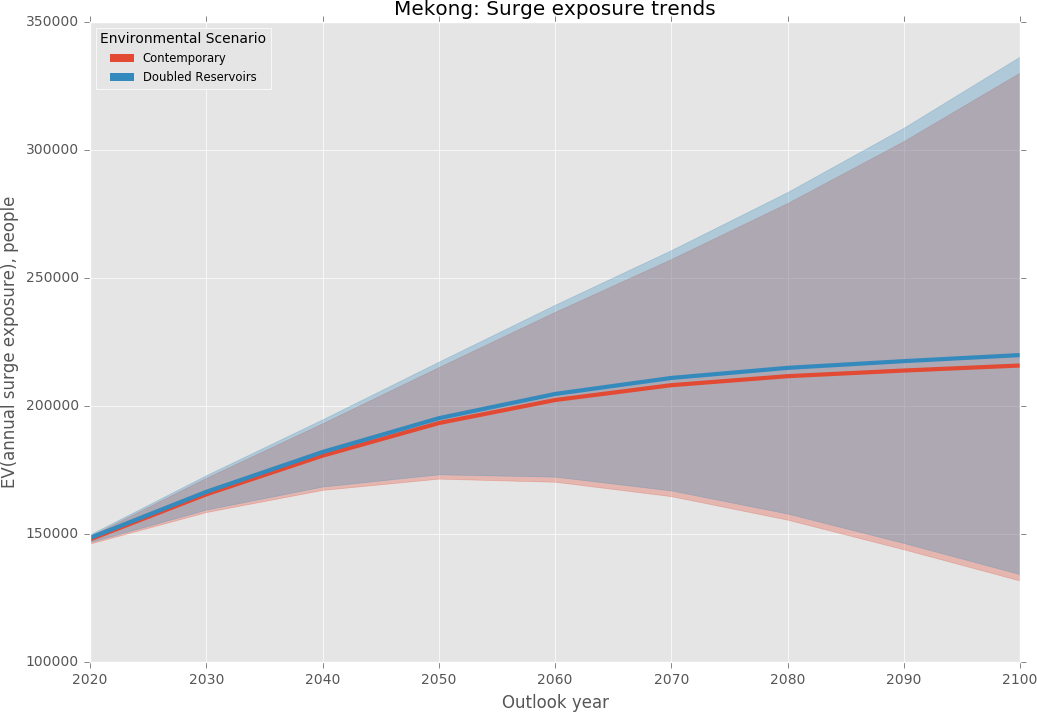 Mekong: Surge exposure trends
Environmental Scenario
Contemporary
Doubled Reservoirs
EV(annual surge exposure), people
350000
300000
250000
200000
150000
100000
2020 2030 2040 2050 2060 2070 2080 2090 2100
Outlook year